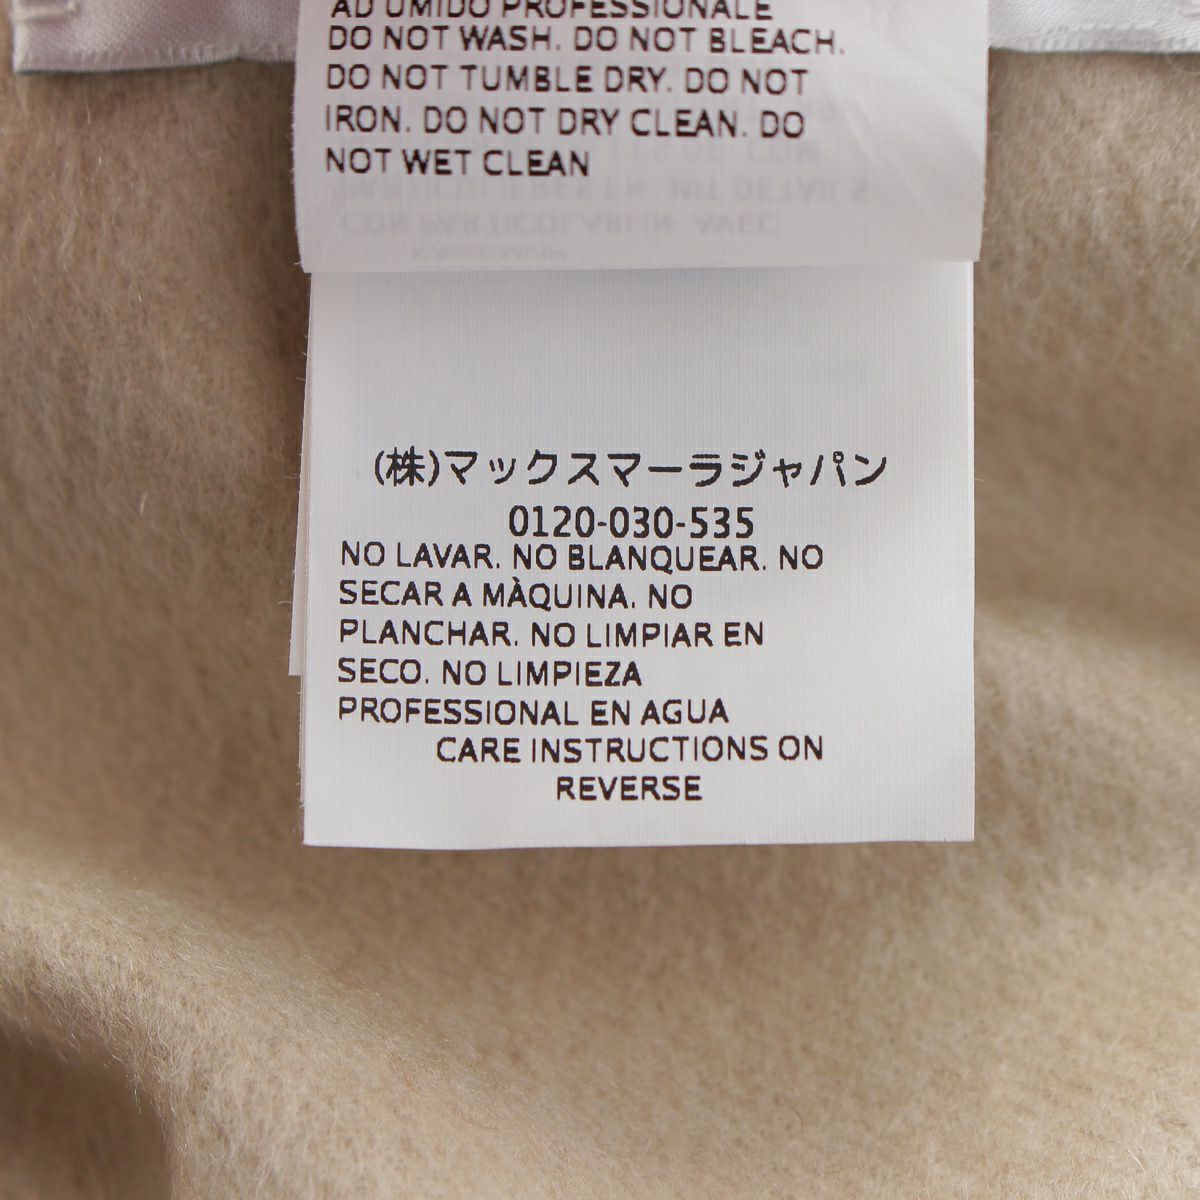 AD UMIDO PROFESSIONALE
DO NOT WASH. DO NOT BLEACH.
DO NOT TUMBLE DRY. DO NOT
IRON. DO NOT DRY CLEAN. DO
NOT WET CLEAN
(株)マックスマーラジャパン
0120-030-535
NO LAVAR. NO BLANQUEAR. NO
SECAR A MÀQUINA. NO
PLANCHAR. NO LIMPIAR EN
SECO. NO LIMPIEZA
PROFESSIONAL EN AGUA
CARE INSTRUCTIONS ON
REVERSE